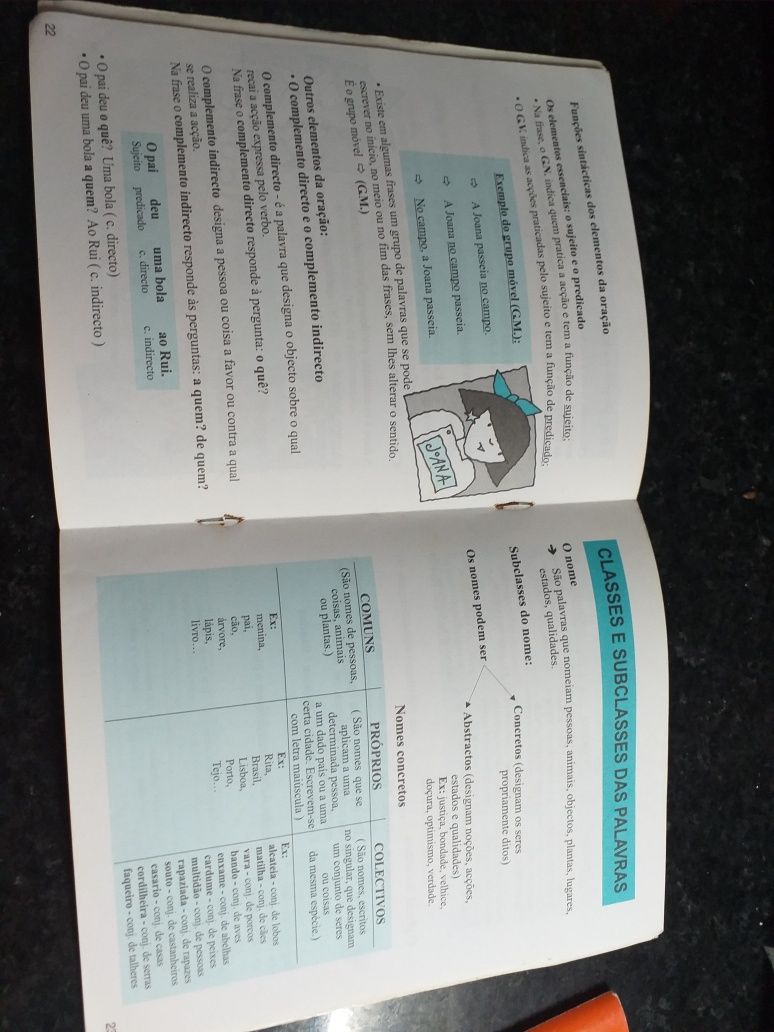 Funções sintácticas dos elementos da oração
Os elementos essenciais: o sujeito e o predicado
• Na frase, o GN. indica quem pratica a acção e tem a função de sujeito;
• O G.V. indica as acções praticadas pelo sujeito e tem a função de predicado;
Exemplo do grupo móvel (G.M.):
⇨ A Joana passeia no campo.
⇨ A Joana no campo passeia.
⇨ No campo, a Joana passeia.
JOANA
• Existe em algumas frases um grupo de palavras que se pode
escrever no início, no meio ou no fim das frases, sem lhes alterar o sentido.
É o grupo móvel ⇨ (G.M.)
Outros elementos da oração:
• O complemento directo e o complemento indirecto
O complemento directo - é a palavra que designa o objecto sobre o qual
recai a acção expressa pelo verbo.
Na frase o complemento directo responde à pergunta: o quê?
O complemento indirecto designa a pessoa ou coisa a favor ou contra a qual
se realiza a acção.
Na frase o complemento indirecto responde às perguntas: a quem? de quem?
O pai deu uma bola ao Rui.
Sujeito predicado c. directo c. indirecto
• O pai deu o quê? Uma bola ( c. directo)
• O pai deu uma bola a quem? Ao Rui ( c. indirecto )
22
CLASSES E SUBCLASSES DAS PALAVRAS
O nome
➔ São palavras que nomeiam pessoas, animais, objectos, plantas, lugares,
estados, qualidades.
Subclasses do nome:
Os nomes podem ser
Concretos (designam os seres
propriamente ditos)
Abstractos (designam noções, acções,
estados e qualidades)
Ex: justiça, bondade, velhice,
doçura, optimismo, verdade.
Nomes concretos
COMUNS
(São nomes de pessoas,
coisas, animais
ou plantas.)
Ex:
menina,
pai,
cão,
árvore,
lápis,
livro…
PRÓPRIOS
( São nomes que se
aplicam a uma
determinada pessoa,
a um dado país ou a uma
certa cidade. Escrevem-se
com letra maiúscula )
Ex:
Rita,
Brasil,
Lisboa,
Porto,
Tejo…
COLECTIVOS
( São nomes, escritos
no singular, que designam
um conjunto de seres
ou coisas
da mesma espécie.)
Ex:
alcateia - conj. de lobos
matilha - conj. de cães
vara - conj. de porcos
bando - conj. de aves
enxame - conj. de abelhas
cardume - conj. de peixes
multidão - conj. de pessoas
rapaziada - conj. de rapazes
souto - conj. de castanheiros
casario - conj. de casas
cordilheira - conj. de serras
faqueiro - conj. de talheres